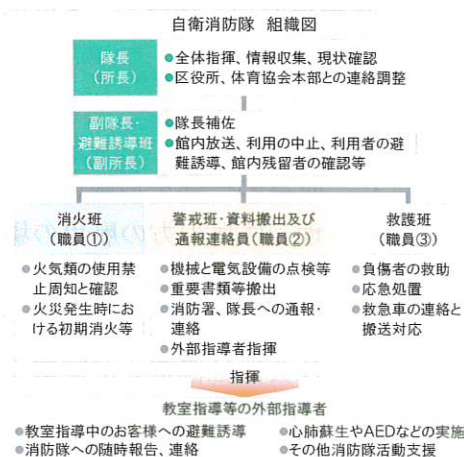 自衛消防隊 組織図
隊長
(所長)
●全体指揮、情報収集、現状確認
●区役所、体育協会本部との連絡調整
副隊長・
避難誘導班
(副所長)
●隊長補佐
●館内放送、利用の中止、利用者の避
難誘導、館内残留者の確認等
消火班
(職員①)
●火気類の使用禁
止周知と確認
●火災発生時にお
ける初期消火等
警戒班・資料搬出及び
通報連絡員(職員②)
●機械と電気設備の点検等
●重要書類等搬出
●消防署、隊長への通報・
連絡
●外部指導者指揮
救護班
(職員③)
●負傷者の救助
●応急処置
●救急車の連絡と
搬送対応
指揮
教室指導等の外部指導者
●教室指導中のお客様への避難誘導
●消防隊への随時報告、連絡
●心肺蘇生やAEDなどの実施
●その他消防隊活動支援